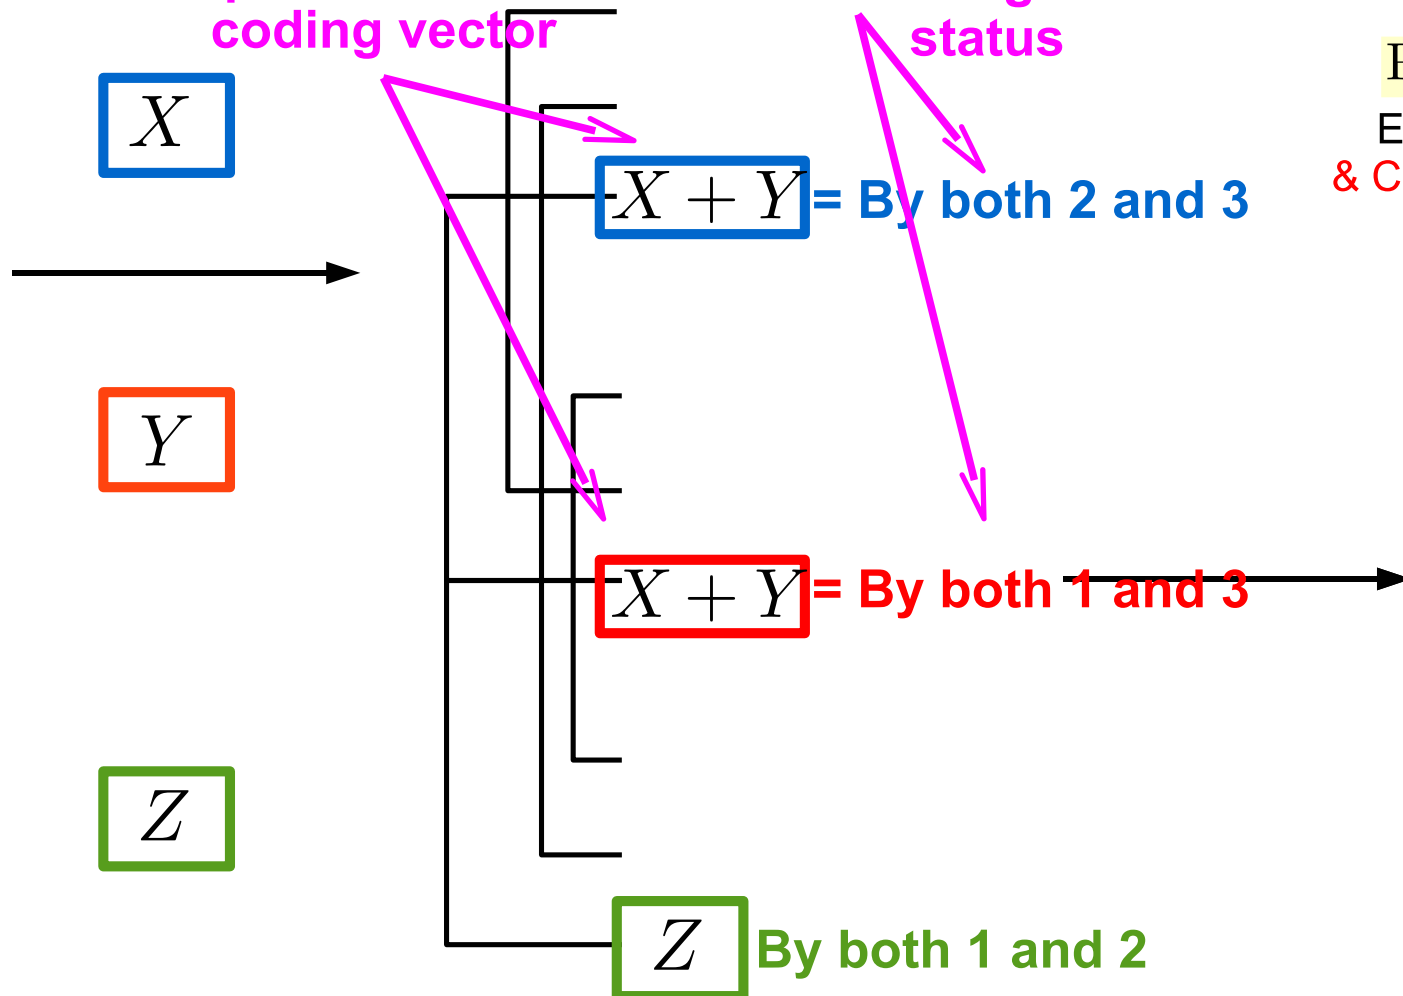 coding vector
status
X
X + Y = By both 2 and 3
& C
Y
X + Y = By both 1 and 3
Z
Z By both 1 and 2